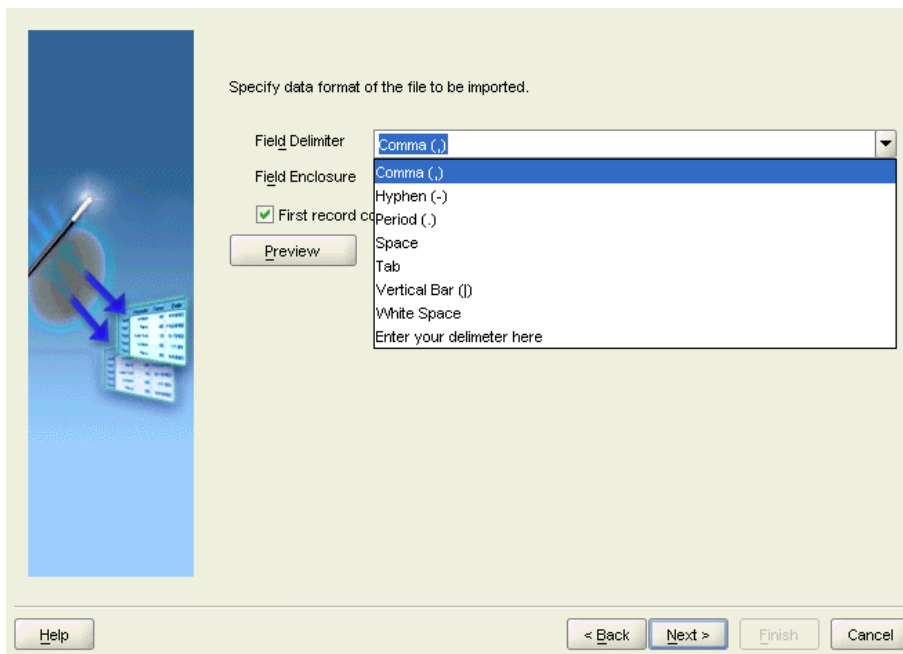 Specify data format of the file to be imported.
Field Delimiter
Comma (,)
Field Enclosure
Comma (,)
Hyphen (-)
First record co
Period (.)
Preview
Space
Tab
Vertical Bar (|)
White Space
Enter your delimeter here
Help
< Back
Next >
Finish
Cancel